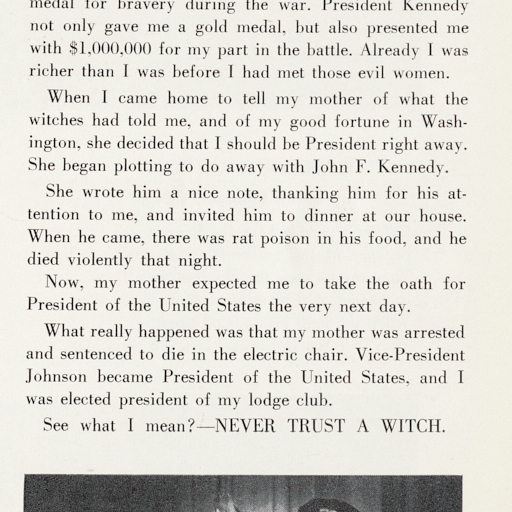 medal for bravery during the war. President Kennedy
not only gave me a gold medal, but also presented me
with $1,000,000 for my part in the battle. Already I was
richer than I was before I had met those evil women.
When I came home to tell my mother of what the
witches had told me, and of my good fortune in Wash-
ington, she decided that I should be President right away.
She began plotting to do away with John F. Kennedy.
She wrote him a nice note, thanking him for his at-
tention to me, and invited him to dinner at our house.
When he came, there was rat poison in his food, and he
died violently that night.
Now, my mother expected me to take the oath for
President of the United States the very next day.
What really happened was that my mother was arrested
and sentenced to die in the electric chair. Vice-President
Johnson became President of the United States, and I
was elected president of my lodge club.
See what I mean?—NEVER TRUST A WITCH.